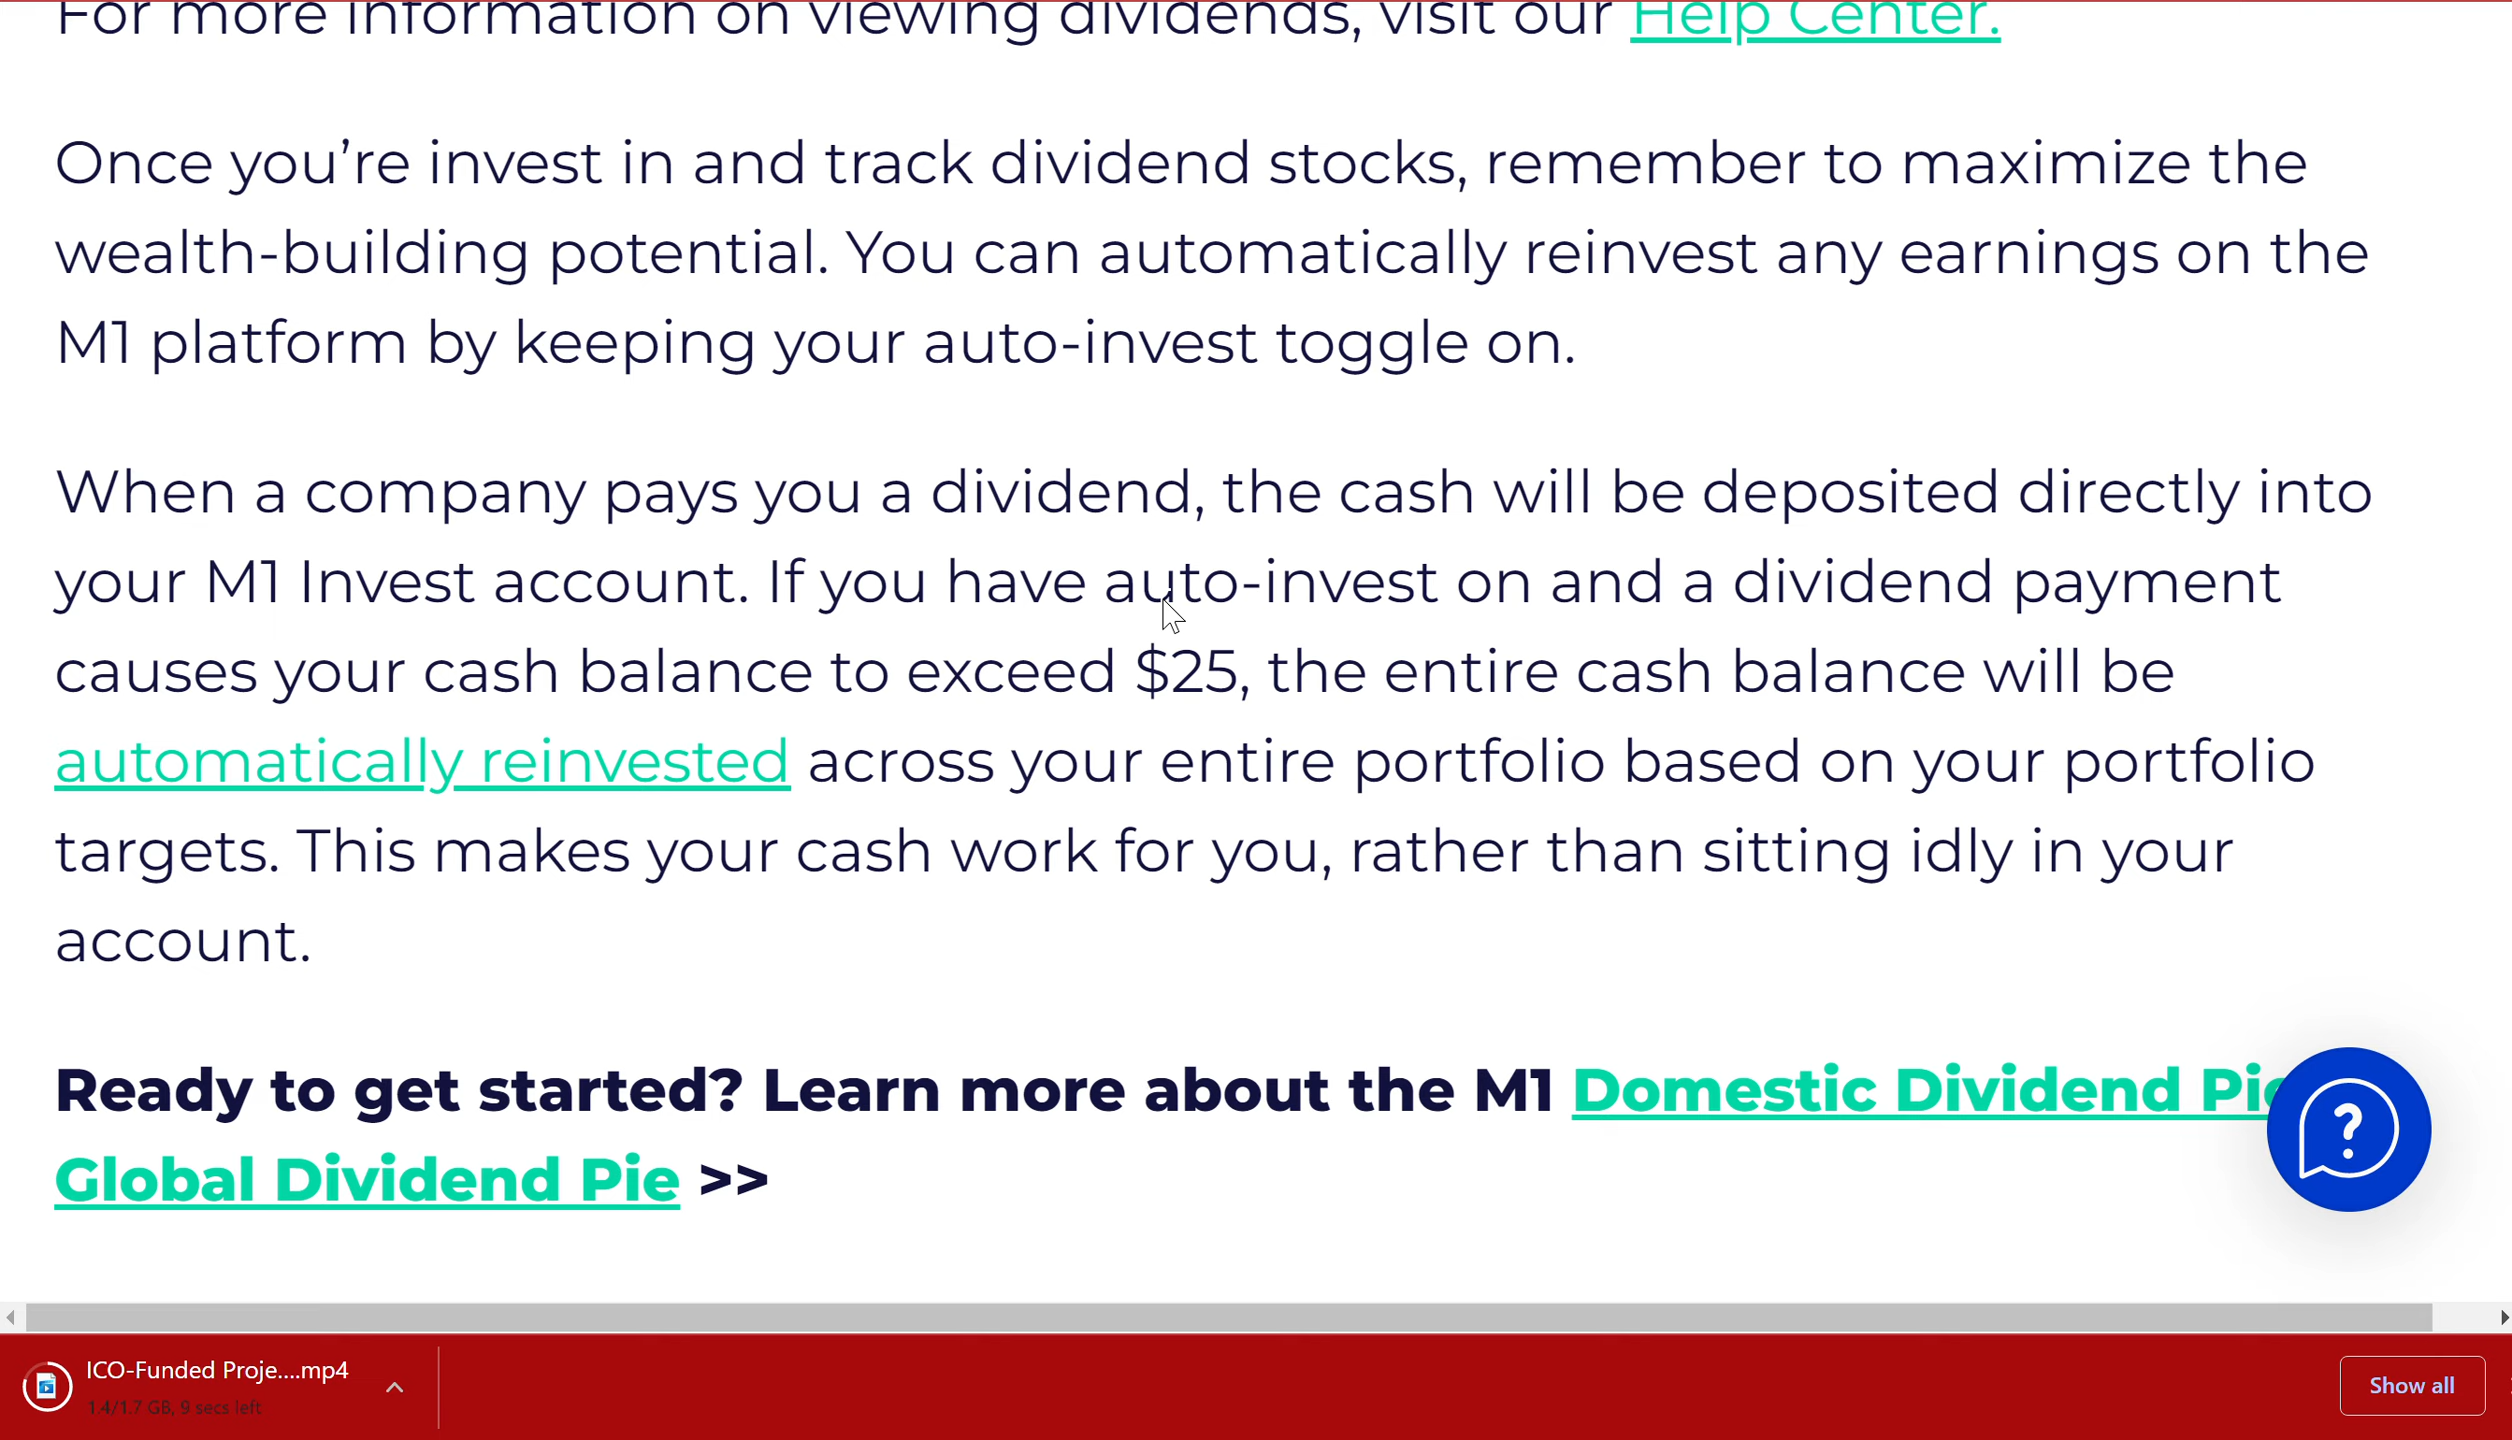 For more information on viewing dividends, visit our Help Center.
Once you’re invest in and track dividend stocks, remember to maximize the
wealth-building potential. You can automatically reinvest any earnings on the
M1 platform by keeping your auto-invest toggle on.
When a company pays you a dividend, the cash will be deposited directly into
your M1 Invest account. If you have auto-invest on and a dividend payment
causes your cash balance to exceed $25, the entire cash balance will be
automatically reinvested across your entire portfolio based on your portfolio
targets. This makes your cash work for you, rather than sitting idly in your
account.
Ready to get started? Learn more about the M1 Domestic Dividend Pie
Global Dividend Pie >>
ICO-Funded Proje....mp4
1.4/1.7 GB, 9 secs left
Show all